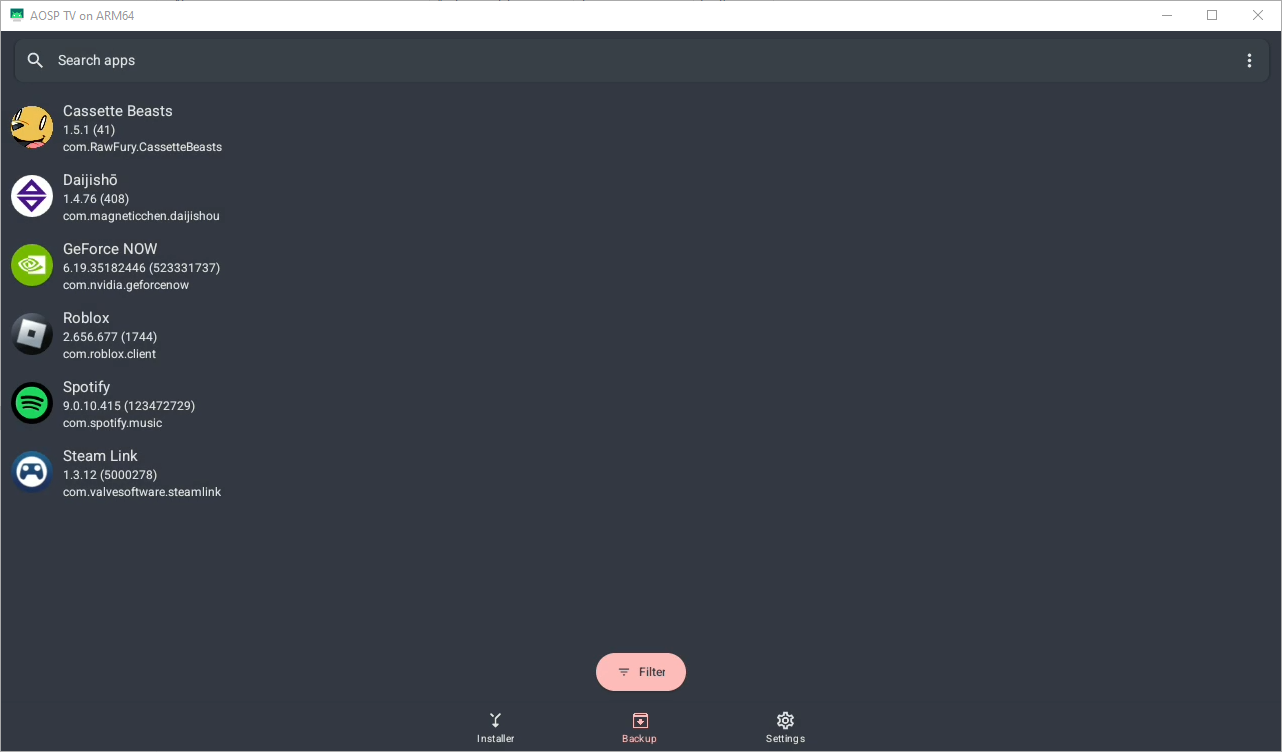 AOSP TV on ARM64
Search apps
Cassette Beasts
1.5.1 (41)
com.RawFury.CassetteBeasts
Daijishō
1.4.76 (408)
com.magneticchen.daijishou
GeForce NOW
6.19.35182446 (523331737)
com.nvidia.geforcenow
Roblox
2.656.677 (1744)
com.roblox.client
Spotify
9.0.10.415 (123472729)
com.spotify.music
Steam Link
1.3.12 (5000278)
com.valvesoftware.steamlink
Filter
Installer
Backup
Settings